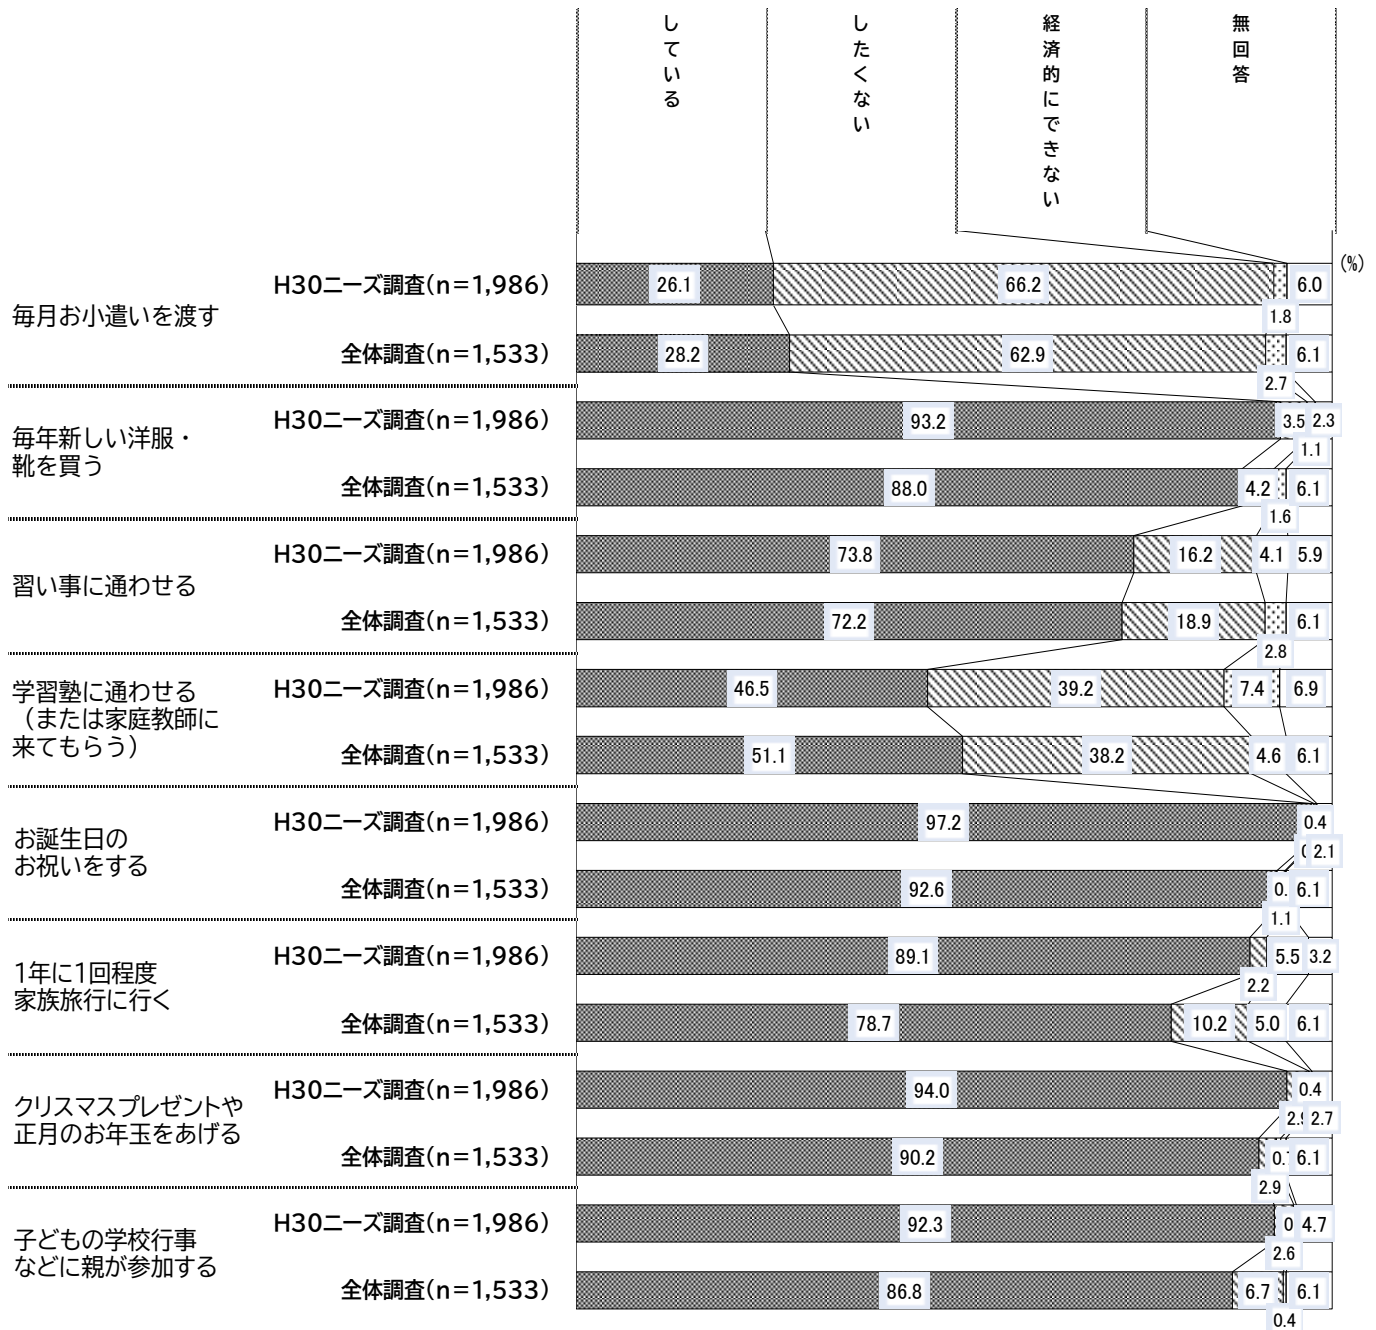 している
したくない
経済的にできない
無回答
(%)
毎月お小遣いを渡す
H30ニーズ調査(n=1,986)
26.1
66.2
1.8
6.0
全体調査(n=1,533)
28.2
62.9
2.7
6.1
毎年新しい洋服・
靴を買う
H30ニーズ調査(n=1,986)
93.2
3.5
2.3
1.1
全体調査(n=1,533)
88.0
4.2
1.6
6.1
習い事に通わせる
H30ニーズ調査(n=1,986)
73.8
16.2
4.1
5.9
全体調査(n=1,533)
72.2
18.9
2.8
6.1
学習塾に通わせる
（または家庭教師に
来てもらう）
H30ニーズ調査(n=1,986)
46.5
39.2
7.4
6.9
全体調査(n=1,533)
51.1
38.2
4.6
6.1
お誕生日の
お祝いをする
H30ニーズ調査(n=1,986)
97.2
0.4
2.1
全体調査(n=1,533)
92.6
0.
6.1
1.1
1年に1回程度
家族旅行に行く
H30ニーズ調査(n=1,986)
89.1
2.2
5.5
3.2
全体調査(n=1,533)
78.7
10.2
5.0
6.1
クリスマスプレゼントや
正月のお年玉をあげる
H30ニーズ調査(n=1,986)
94.0
0.4
2.9
2.7
全体調査(n=1,533)
90.2
6.1
2.9
子どもの学校行事
などに親が参加する
H30ニーズ調査(n=1,986)
92.3
0
4.7
2.6
全体調査(n=1,533)
86.8
6.7
6.1
0.4